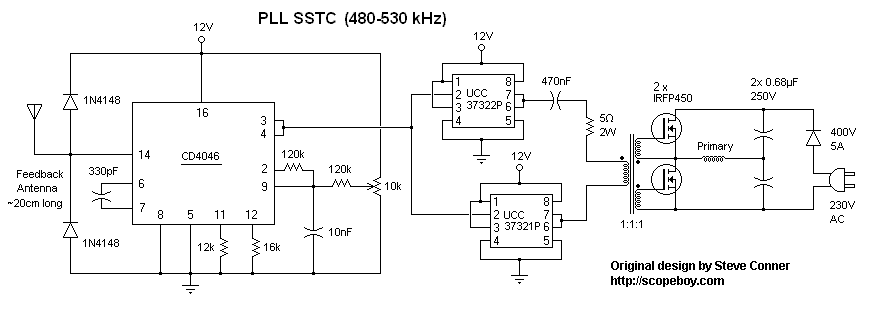 PLL SSTC (480-530 kHz)
12V
12V
1N4148
16
3
4
14
CD4046
330pF
6
7
2
9
120k
120k
10k
Feedback
Antenna
~20cm long
8
5
11
12
1N4148
12k
16k
10nF
1
2
3
4
UCC
37322P
8
7
6
5
470nF
5Ω
2W
12V
1
2
3
4
UCC
37321P
8
7
6
5
1:1:1
2 x
IRFP450
Primary
2x 0.68µF
250V
400V
5A
230V
AC
Original design by Steve Conner
http://scopeboy.com